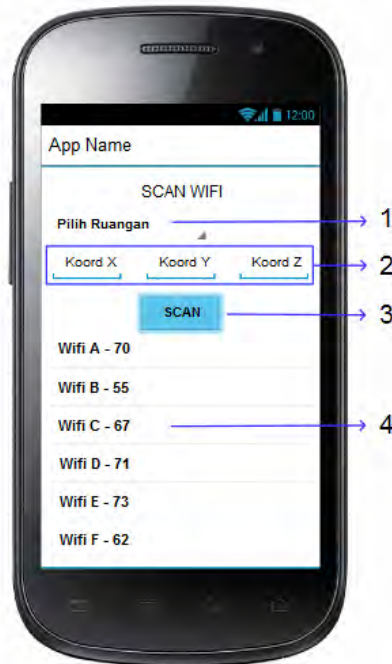 12:00
App Name
SCAN WIFI
Pilih Ruangan 1
Koord X Koord Y Koord Z 2
SCAN 3
Wifi A - 70
Wifi B - 55
Wifi C - 67 4
Wifi D - 71
Wifi E - 73
Wifi F - 62